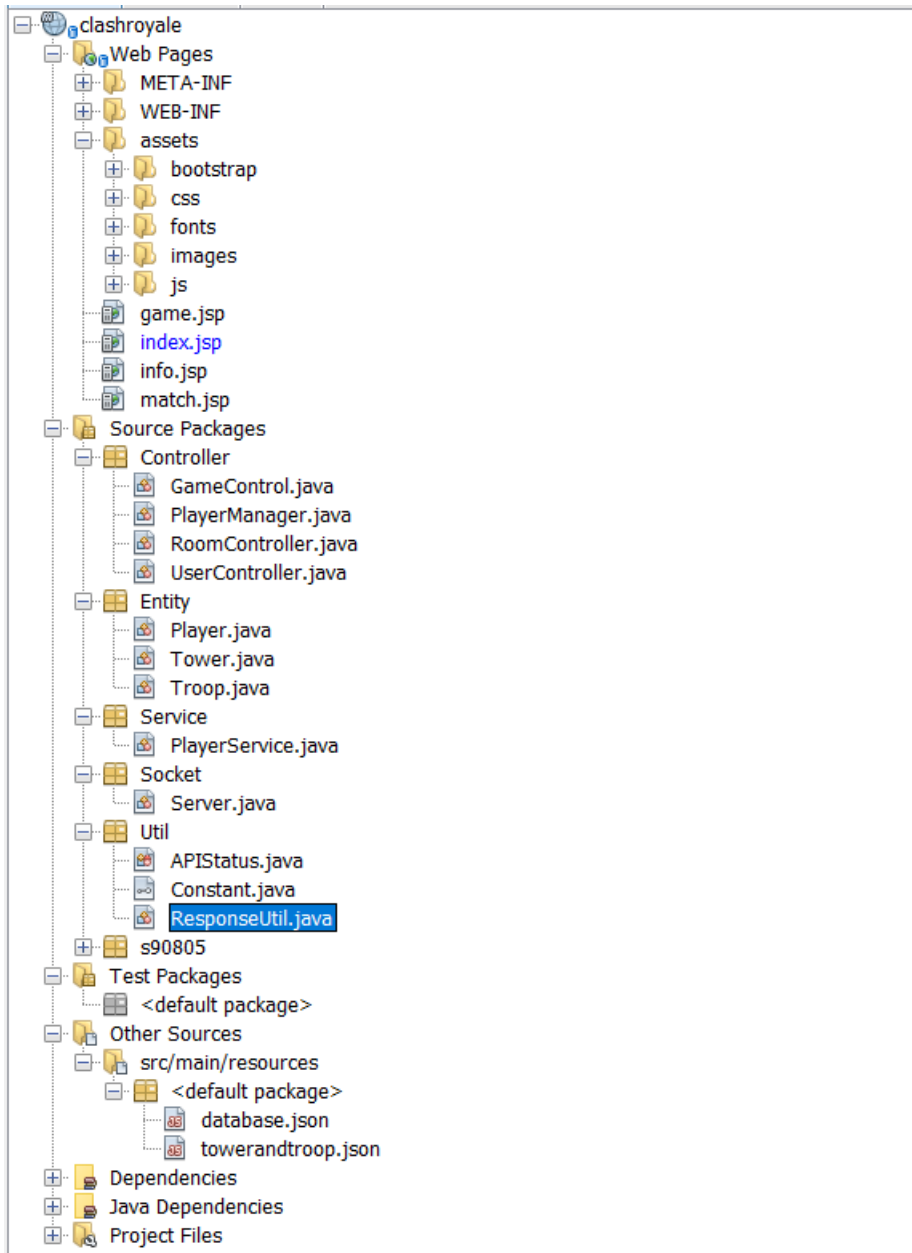 clashroyale
Web Pages
META-INF
WEB-INF
assets
bootstrap
css
fonts
images
js
game.jsp
index.jsp
info.jsp
match.jsp
Source Packages
Controller
GameControl.java
PlayerManager.java
RoomController.java
UserController.java
Entity
Player.java
Tower.java
Troop.java
Service
PlayerService.java
Socket
Server.java
Util
APIStatus.java
Constant.java
ResponseUtil.java
s90805
Test Packages
<default package>
Other Sources
src/main/resources
<default package>
database.json
towerandtroop.json
Dependencies
Java Dependencies
Project Files